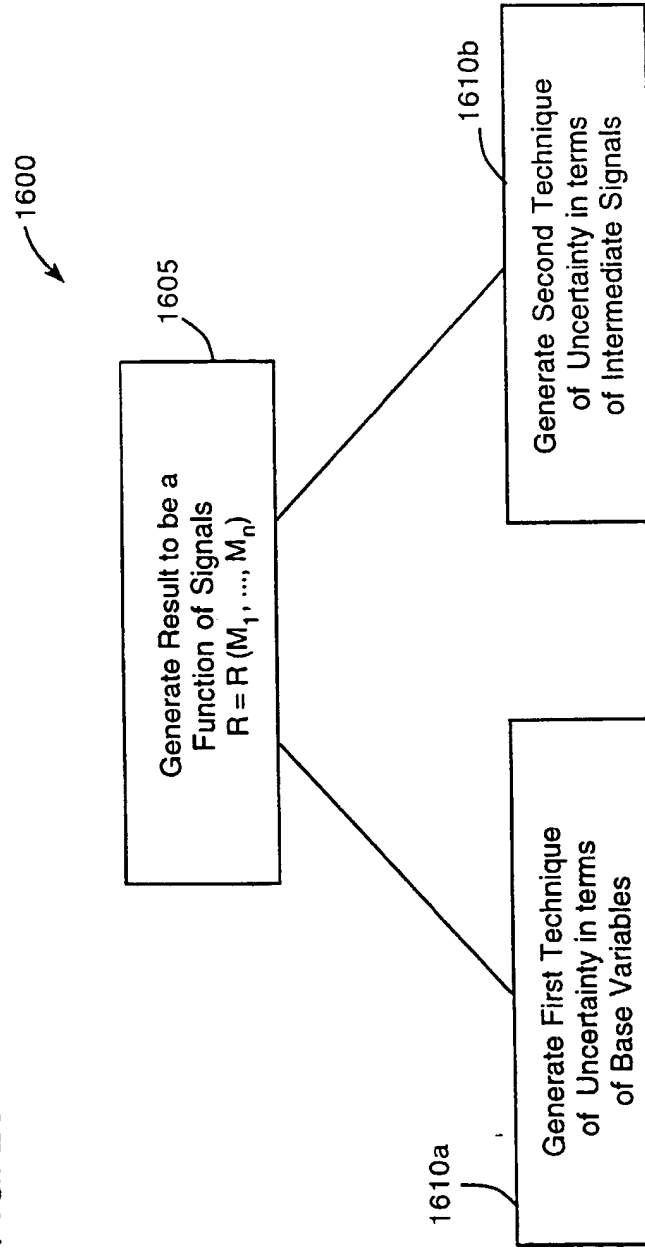 1600
1605
Generate Result to be a
Function of Signals
R = R (M1, ..., Mn)
1610a
Generate First Technique
of Uncertainty in terms
of Base Variables
1610b
Generate Second Technique
of Uncertainty in terms
of Intermediate Signals